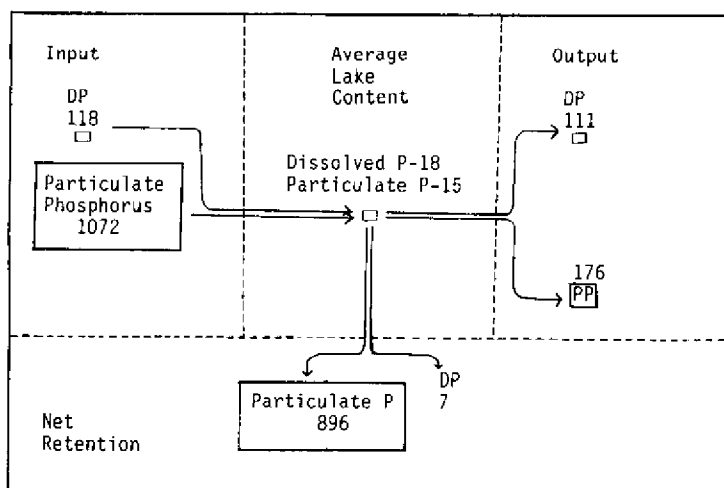 Input
DP
118
Particulate
Phosphorus
1072
Average
Lake
Content
Dissolved P-18
Particulate P-15
Output
DP
111
176
PP
Net
Retention
Particulate P
896
DP
7